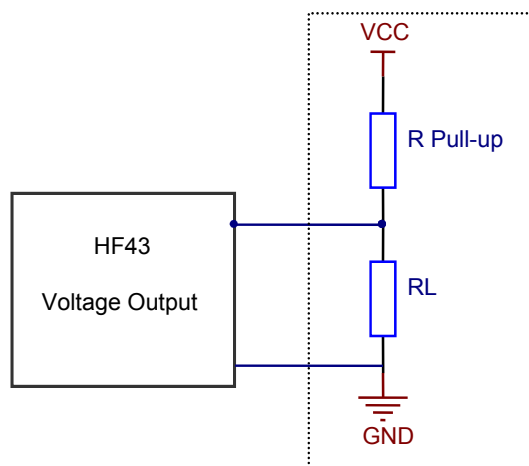 VCC
R Pull-up
HF43
Voltage Output
RL
GND